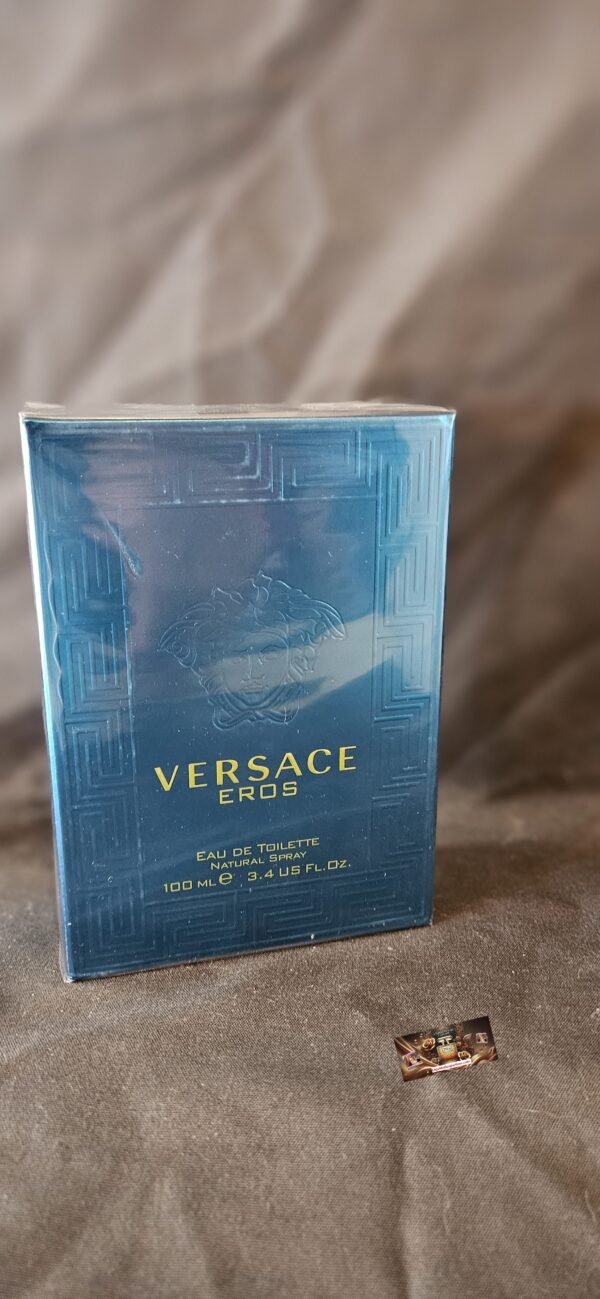 VERSACE
EROS
EAU DE TOILETTE
NATURAL SPRAY
100 ML e 3.4 US FL.OZ.